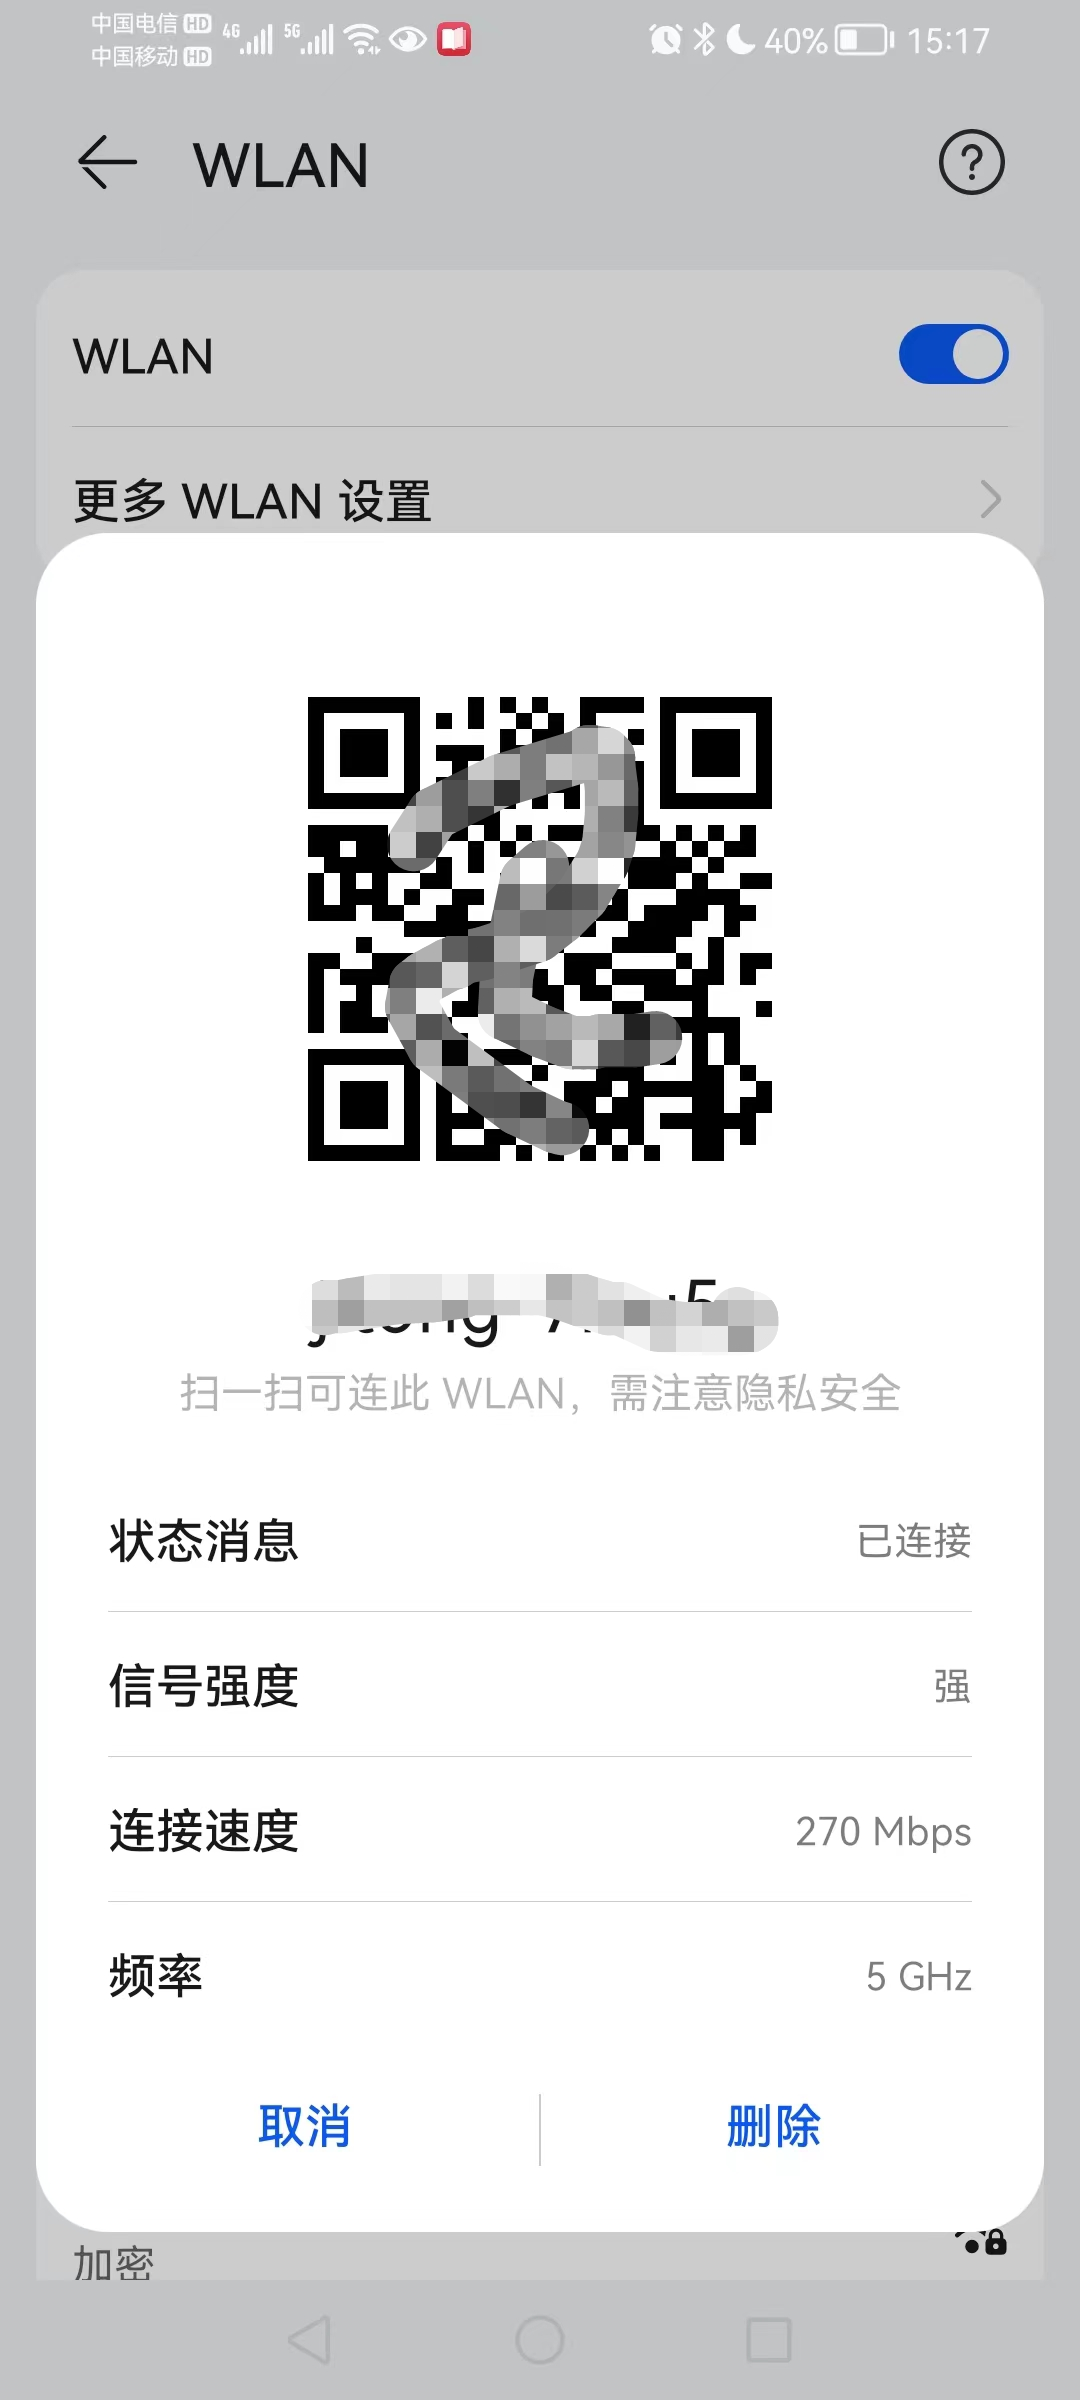 中国电信 HD 4G 5G 40% 15:17
中国移动 HD
WLAN
WLAN
更多 WLAN 设置
扫一扫可连此 WLAN，需注意隐私安全
状态消息 已连接
信号强度 强
连接速度 270 Mbps
频率 5 GHz
取消 删除
加密